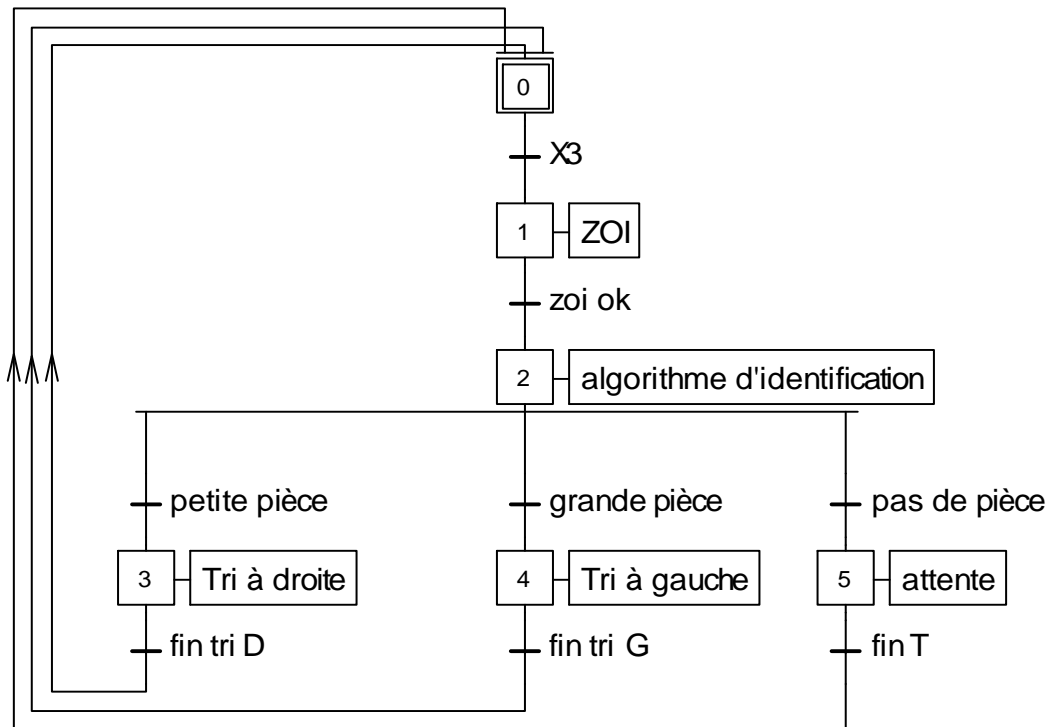 0
X3
1 ZOI
zoi ok
2 algorithme d'identification
petite pièce grande pièce pas de pièce
3 Tri à droite 4 Tri à gauche 5 attente
fin tri D fin tri G fin T